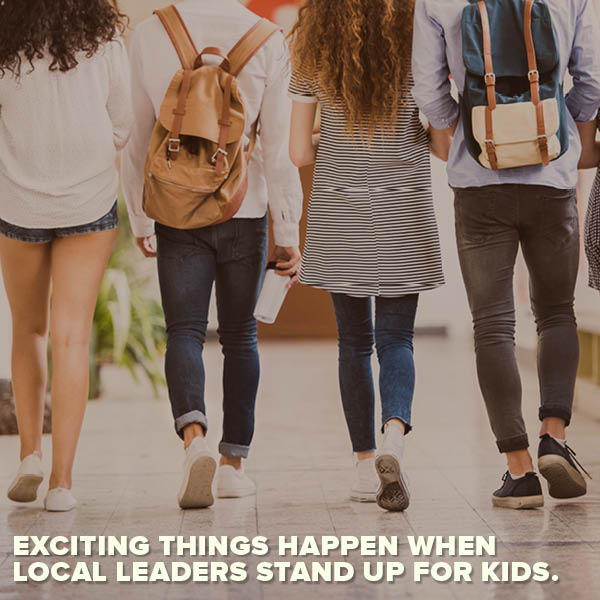 EXCITING THINGS HAPPEN WHEN
LOCAL LEADERS STAND UP FOR KIDS.